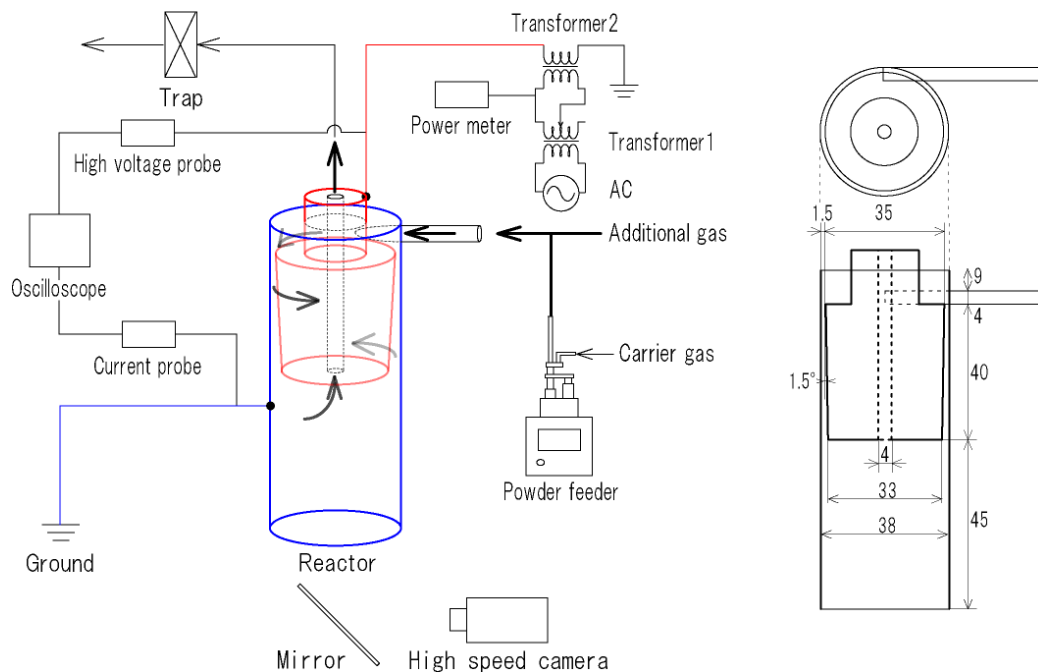 Transformer2
Trap
Power meter
High voltage probe
Transformer1
AC
Additional gas
Oscilloscope
Current probe
Carrier gas
Powder feeder
Ground
Reactor
Mirror
High speed camera
1.5
35
9
4
40
1.5°
4
33
38
45